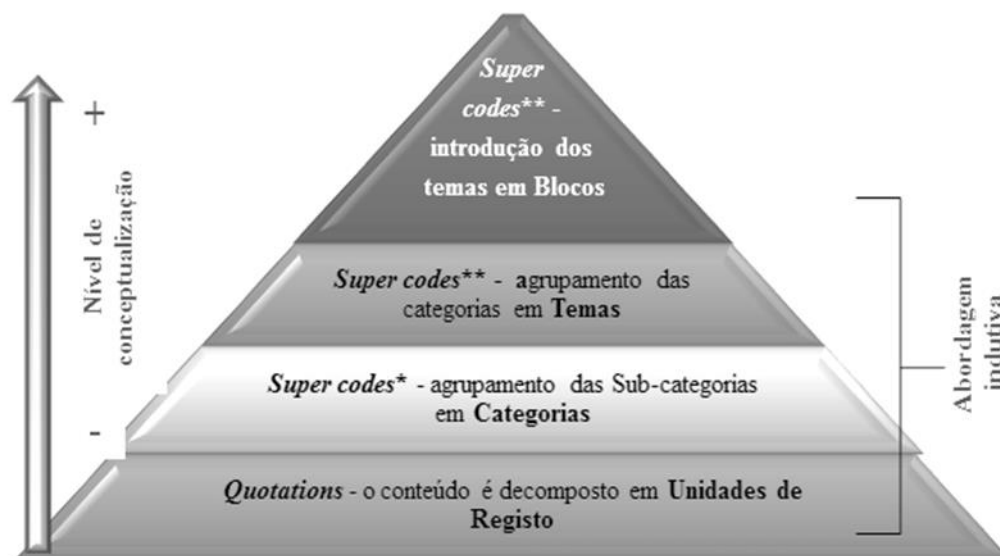 Super
codes** -
introdução dos
temas em Blocos
Super codes** - agrupamento das
categorias em Temas
Super codes* - agrupamento das Sub-categorias
em Categorias
Quotations - o conteúdo é decomposto em Unidades de
Registo
+
Nível de
conceptualização
-
Abordagem
indutiva